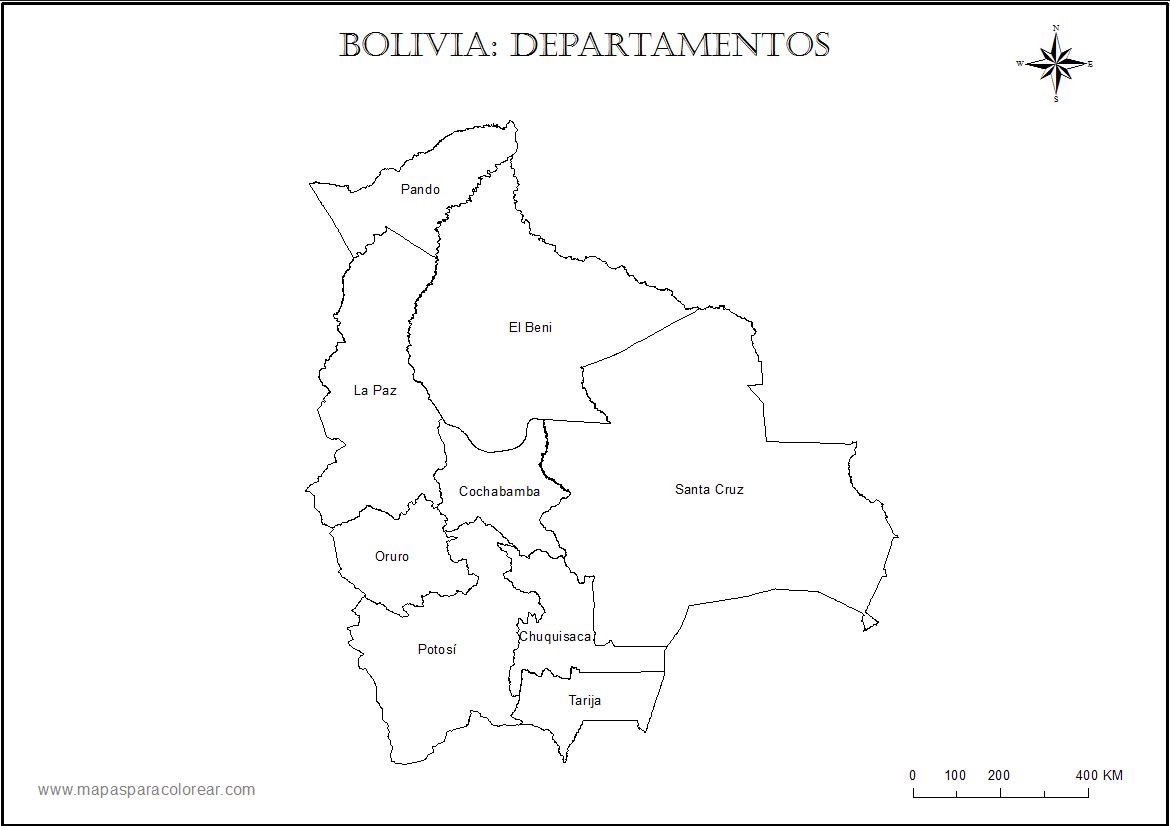 BOLIVIA: DEPARTAMENTOS
N
W E
S
Pando
El Beni
La Paz
Cochabamba
Santa Cruz
Oruro
Chuquisaca
Potosí
Tarija
0 100 200 400 KM
www.mapasparacolorear.com